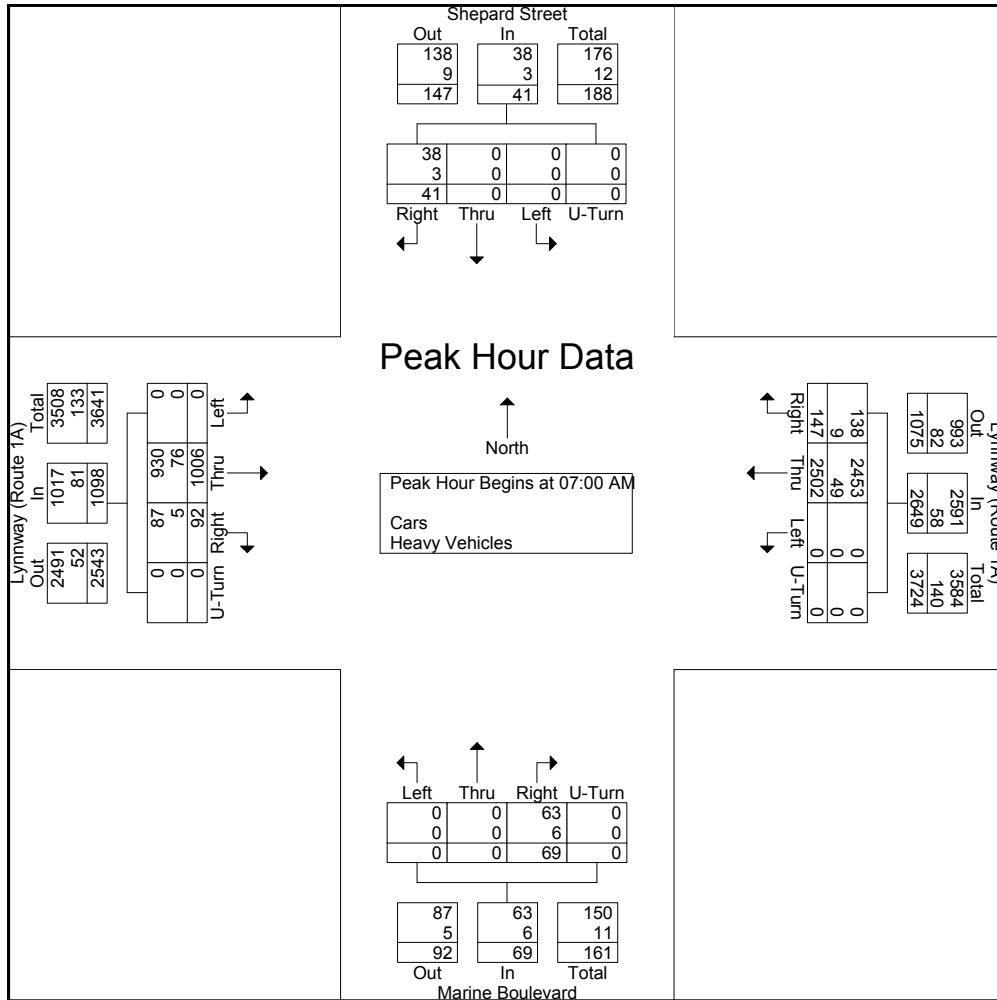 Shepard Street
Out In Total
138 38 176
9 3 12
147 41 188
38 0 0 0
3 0 0 0
41 0 0 0
Right Thru Left U-Turn
Peak Hour Data
North
Peak Hour Begins at 07:00 AM
Cars
Heavy Vehicles
Lynnway (Route 1A)
Out In Total
2491 1017 3508
52 81 133
2543 1098 3641
U-Turn Right Thru Left
0 87 930 0
0 5 76 0
0 92 1006 0
Lynnway (Route 1A)
Out In Total
993 2591 3584
82 58 140
1075 2649 3724
138 2453 0 0
9 49 0 0
147 2502 0 0
Right Thru Left U-Turn
Left Thru Right U-Turn
0 0 63 0
0 0 6 0
0 0 69 0
87 63 150
5 6 11
92 69 161
Out In Total
Marine Boulevard